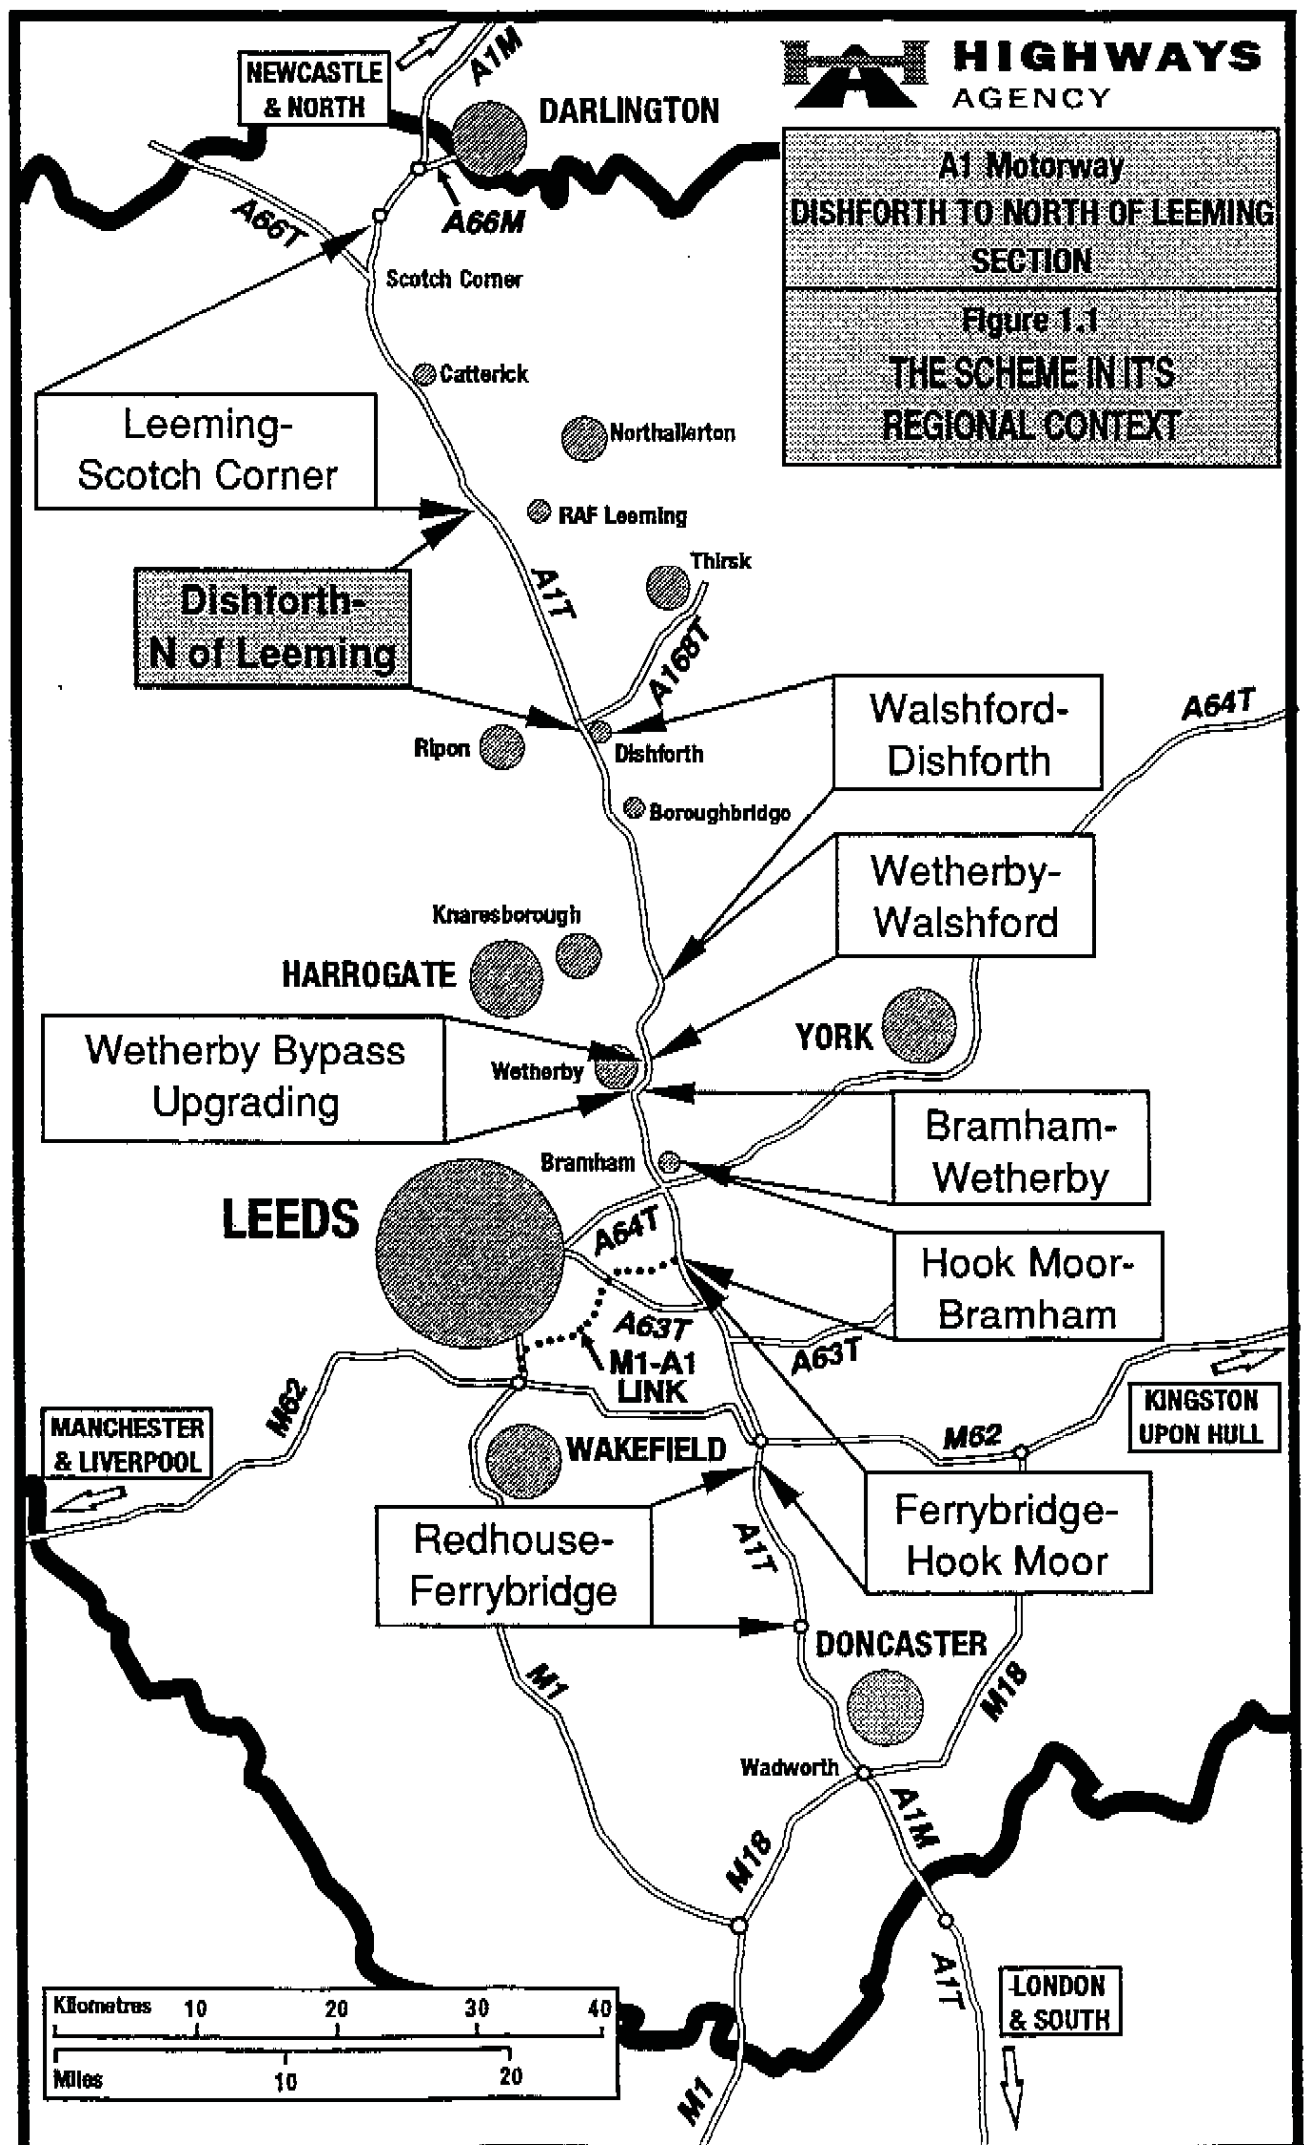 HIGHWAYS
AGENCY
A1 Motorway
DISHFORTH TO NORTH OF LEEMING
SECTION
Figure 1.1
THE SCHEME IN IT'S
REGIONAL CONTEXT
NEWCASTLE
& NORTH
A1M
DARLINGTON
A66T
A66M
Scotch Corner
Catterick
Leeming-
Scotch Corner
Northallerton
RAF Leeming
Thirsk
A1T
Dishforth-
N of Leeming
A168T
Walshford-
Dishforth
A64T
Ripon
Dishforth
Boroughbridge
Wetherby-
Walshford
Knaresborough
HARROGATE
YORK
Wetherby Bypass
Upgrading
Wetherby
Bramham-
Wetherby
Bramham
LEEDS
A64T
Hook Moor-
Bramham
A63T
A63T
M1-A1
LINK
M62
MANCHESTER
& LIVERPOOL
KINGSTON
UPON HULL
WAKEFIELD
M62
Ferrybridge-
Hook Moor
Redhouse-
Ferrybridge
A1T
DONCASTER
M1
M18
Wadworth
A1M
M18
A1T
LONDON
& SOUTH
Kilometres 10 20 30 40
Miles 10 20
M1